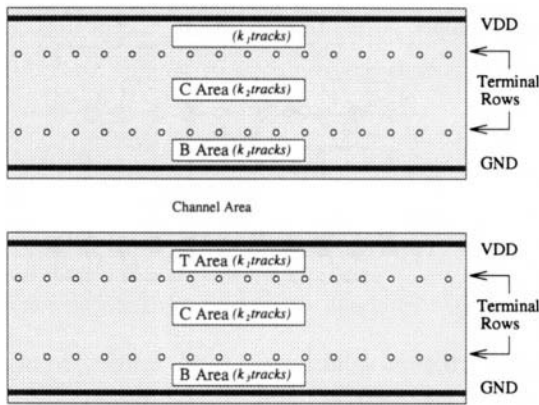 VDD
(k₁tracks)
C Area (k₂tracks)
Terminal
Rows
B Area (k₃tracks)
GND
Channel Area
VDD
T Area (k₁tracks)
C Area (k₂tracks)
Terminal
Rows
B Area (k₃tracks)
GND